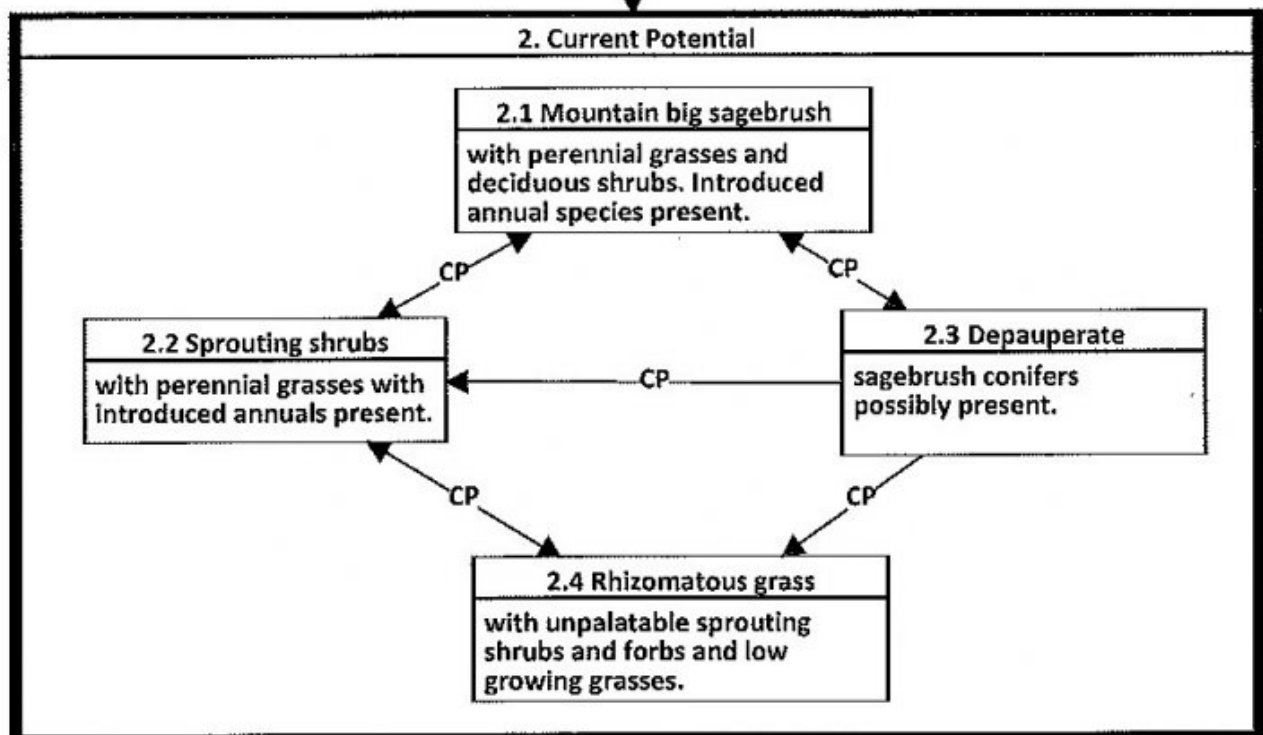 2. Current Potential
2.1 Mountain big sagebrush
with perennial grasses and
deciduous shrubs. Introduced
annual species present.
CP
CP
2.2 Sprouting shrubs
with perennial grasses with
introduced annuals present.
CP
2.3 Depauperate
sagebrush conifers
possibly present.
CP
CP
2.4 Rhizomatous grass
with unpalatable sprouting
shrubs and forbs and low
growing grasses.